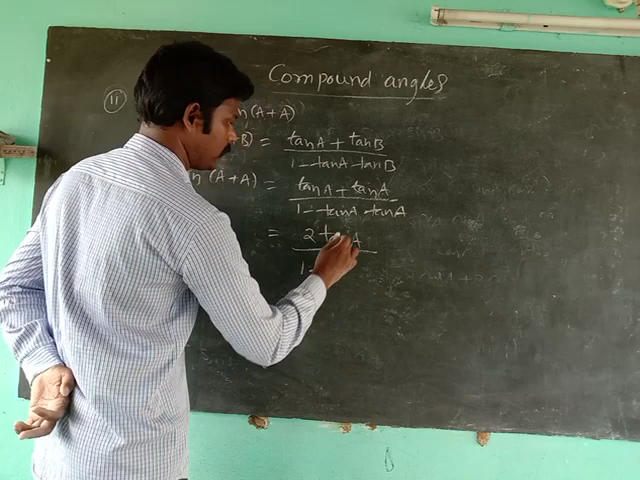 Compound angles
11 n(A+A)
B) = tanA + tanB
1 - tanA tanB
n (A+A) = tanA + tanA
1 - tanA tanA
= 2 t A
1 -